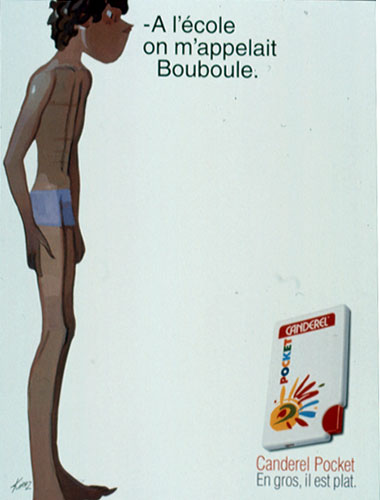 -A l'école
on m'appelait
Bouboule.
CANDEREL
POCKET
Canderel Pocket
En gros, il est plat.